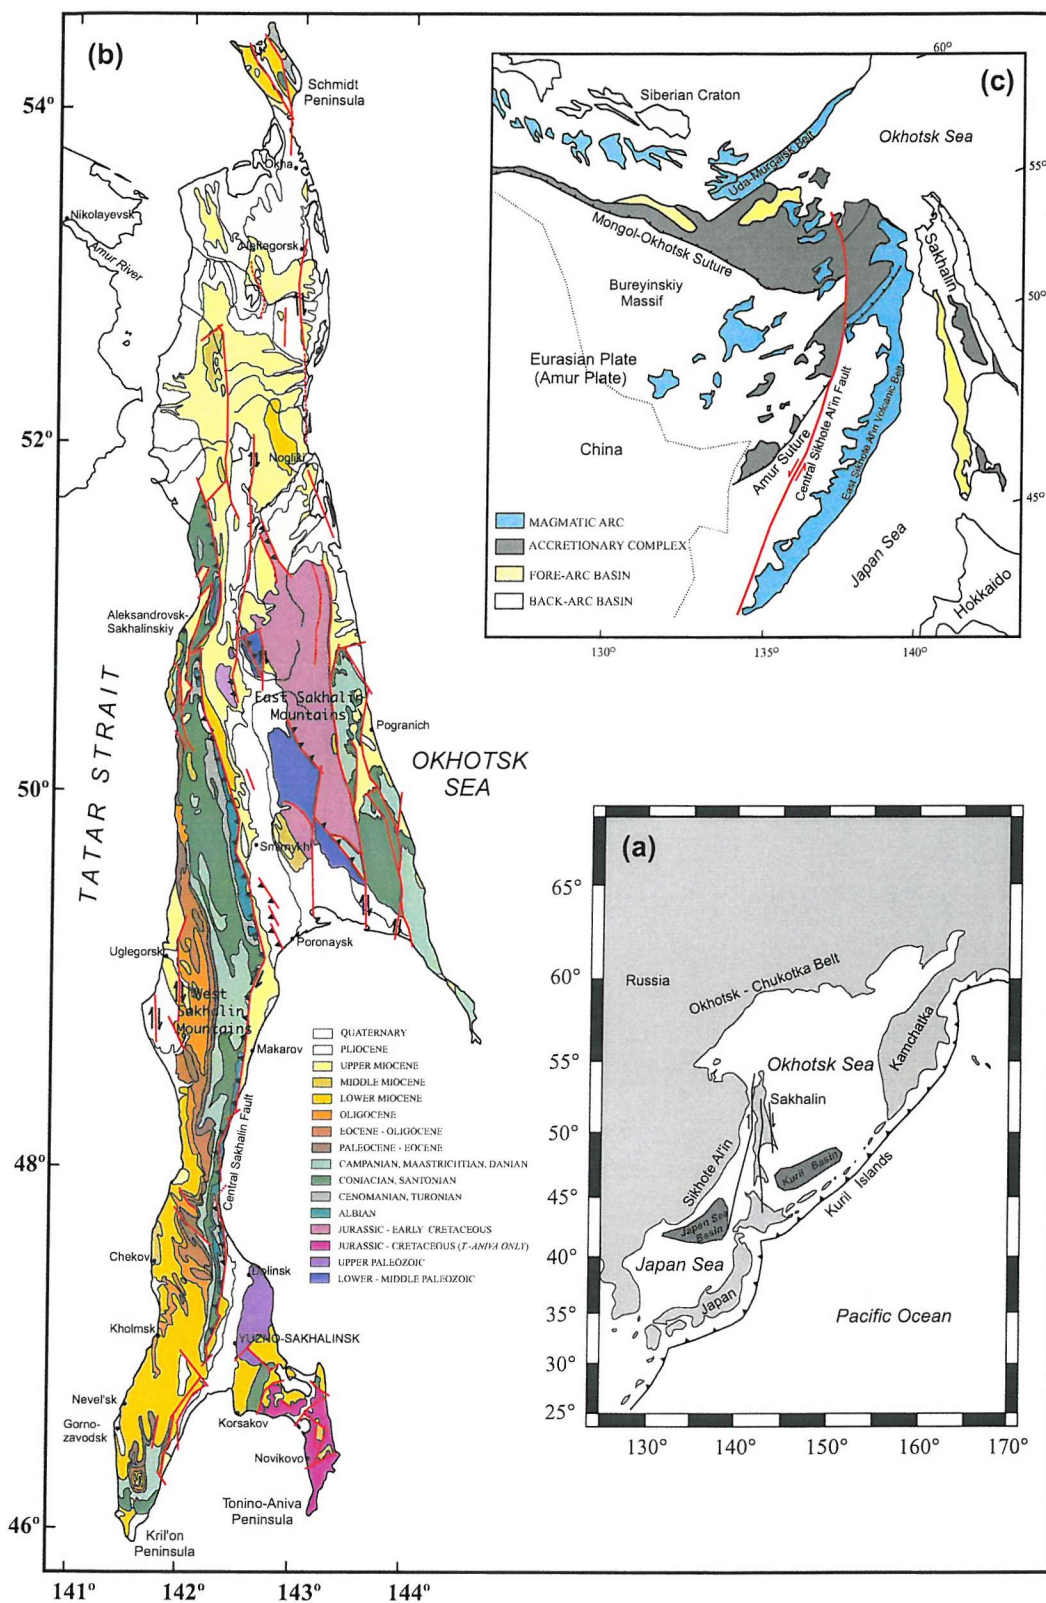 (b)
54°
52°
50°
48°
46°
141°
142°
143°
144°
Schmidt
Peninsula
Okha
Nikolayevsk
Amur River
Neftegorsk
Nogliki
Aleksandrovsk-
Sakhalinskiy
TATAR STRAIT
East Sakhalin
Mountains
Pogranich
OKHOTSK
SEA
Smirnykh
Uglegorsk
Poronaysk
West
Sakhalin
Mountains
Makarov
Central Sakhalin Fault
Chekov
Dolinsk
Kholmsk
YUZHO-SAKHALINSK
Nevel'sk
Gorno-
zavodsk
Korsakov
Novikovo
Tonino-Aniva
Peninsula
Kril'on
Peninsula
QUATERNARY
PLIOCENE
UPPER MIOCENE
MIDDLE MIOCENE
LOWER MIOCENE
OLIGOCENE
EOCENE - OLIGOCENE
PALEOCENE - EOCENE
CAMPANIAN, MAASTRICHTIAN, DANIAN
CONIACIAN, SANTONIAN
CENOMANIAN, TURONIAN
ALBIAN
JURASSIC - EARLY CRETACEOUS
JURASSIC - CRETACEOUS (T.-ANIVA ONLY)
UPPER PALEOZOIC
LOWER - MIDDLE PALEOZOIC
(c)
60°
55°
50°
45°
130°
135°
140°
Siberian Craton
Okhotsk Sea
Uda-Murgalsk Belt
Mongol-Okhotsk Suture
Sakhalin
Bureyinskiy
Massif
Eurasian Plate
(Amur Plate)
China
Amur Suture
Central Sikhote Al'in Fault
East Sikhote Al'in Volcanic Belt
Japan Sea
Hokkaido
MAGMATIC ARC
ACCRETIONARY COMPLEX
FORE-ARC BASIN
BACK-ARC BASIN
(a)
65°
60°
55°
50°
45°
40°
35°
30°
25°
130°
140°
150°
160°
170°
Russia
Okhotsk - Chukotka Belt
Kamchatka
Okhotsk Sea
Sakhalin
Sikhote Al'in
Kuril Basin
Kuril Islands
Japan Sea
Basin
Japan Sea
Japan
Pacific Ocean